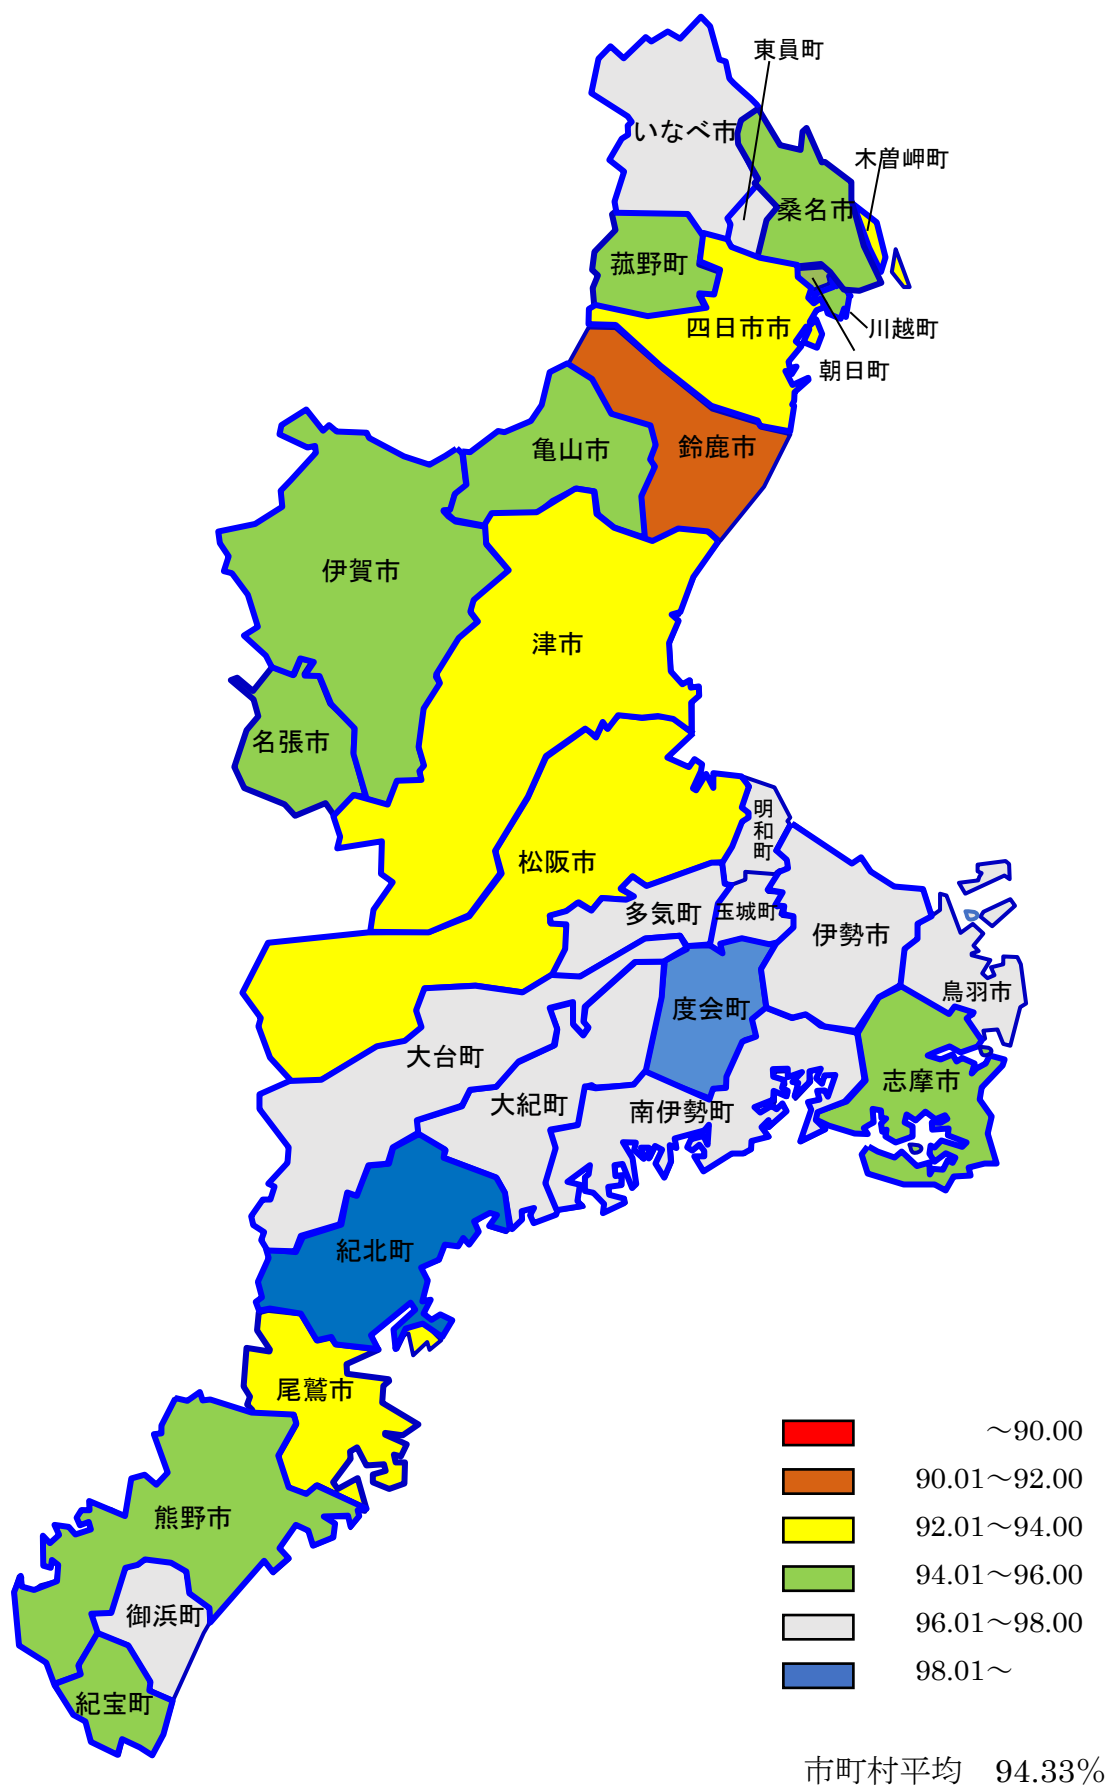 東員町
いなべ市
木曽岬町
桑名市
菰野町
四日市市
川越町
朝日町
亀山市
鈴鹿市
伊賀市
津市
名張市
明和町
松阪市
多気町
玉城町
伊勢市
鳥羽市
度会町
大台町
志摩市
大紀町
南伊勢町
紀北町
尾鷲市
熊野市
御浜町
紀宝町
～90.00
90.01～92.00
92.01～94.00
94.01～96.00
96.01～98.00
98.01～
市町村平均　94.33%